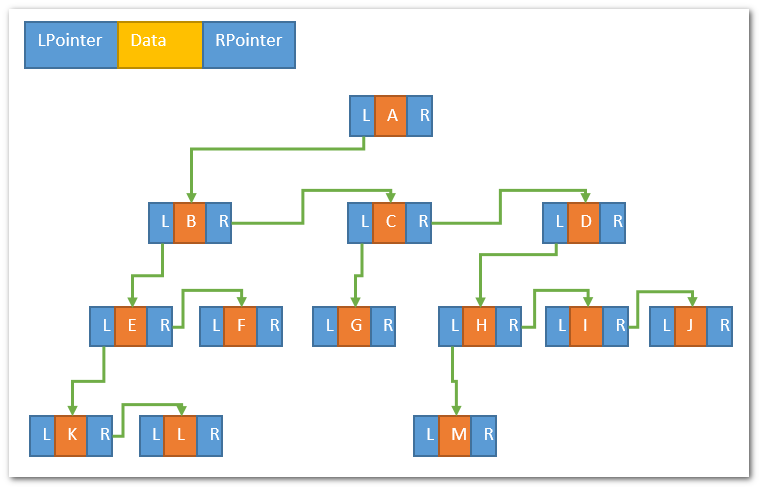 LPointer Data RPointer
L A R
L B R L C R L D R
L E R L F R L G R L H R L I R L J R
L K R L L R L M R